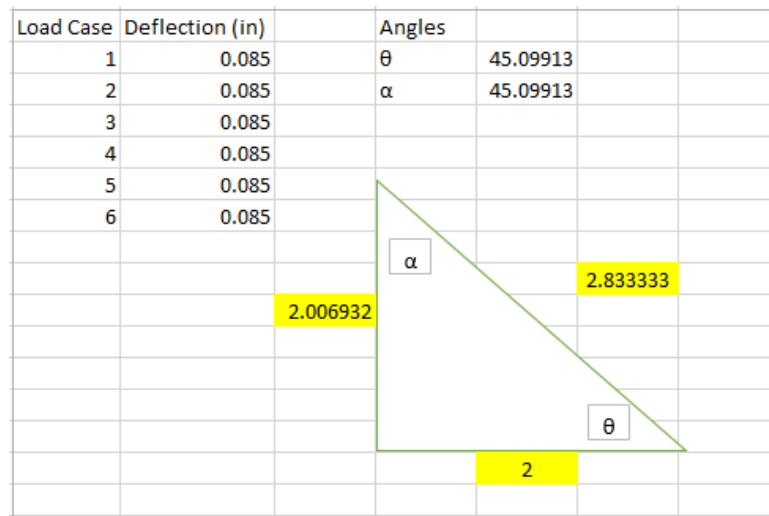 Load Case Deflection (in) Angles
1 0.085 θ 45.09913
2 0.085 α 45.09913
3 0.085
4 0.085
5 0.085
6 0.085
α
2.833333
2.006932
θ
2